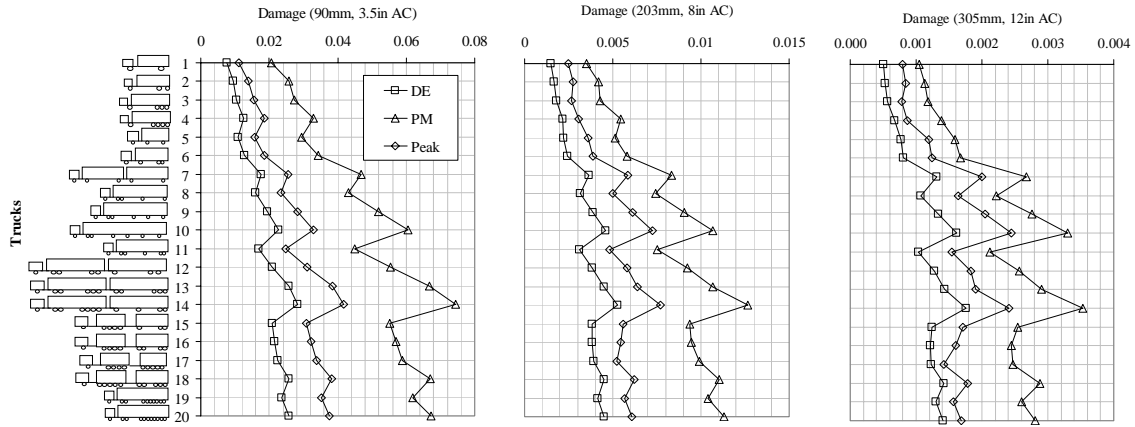 Damage (90mm, 3.5in AC)
0 0.02 0.04 0.06 0.08
Damage (203mm, 8in AC)
0 0.005 0.01 0.015
Damage (305mm, 12in AC)
0.000 0.001 0.002 0.003 0.004
Trucks
1
2
3
4
5
6
7
8
9
10
11
12
13
14
15
16
17
18
19
20
DE
PM
Peak